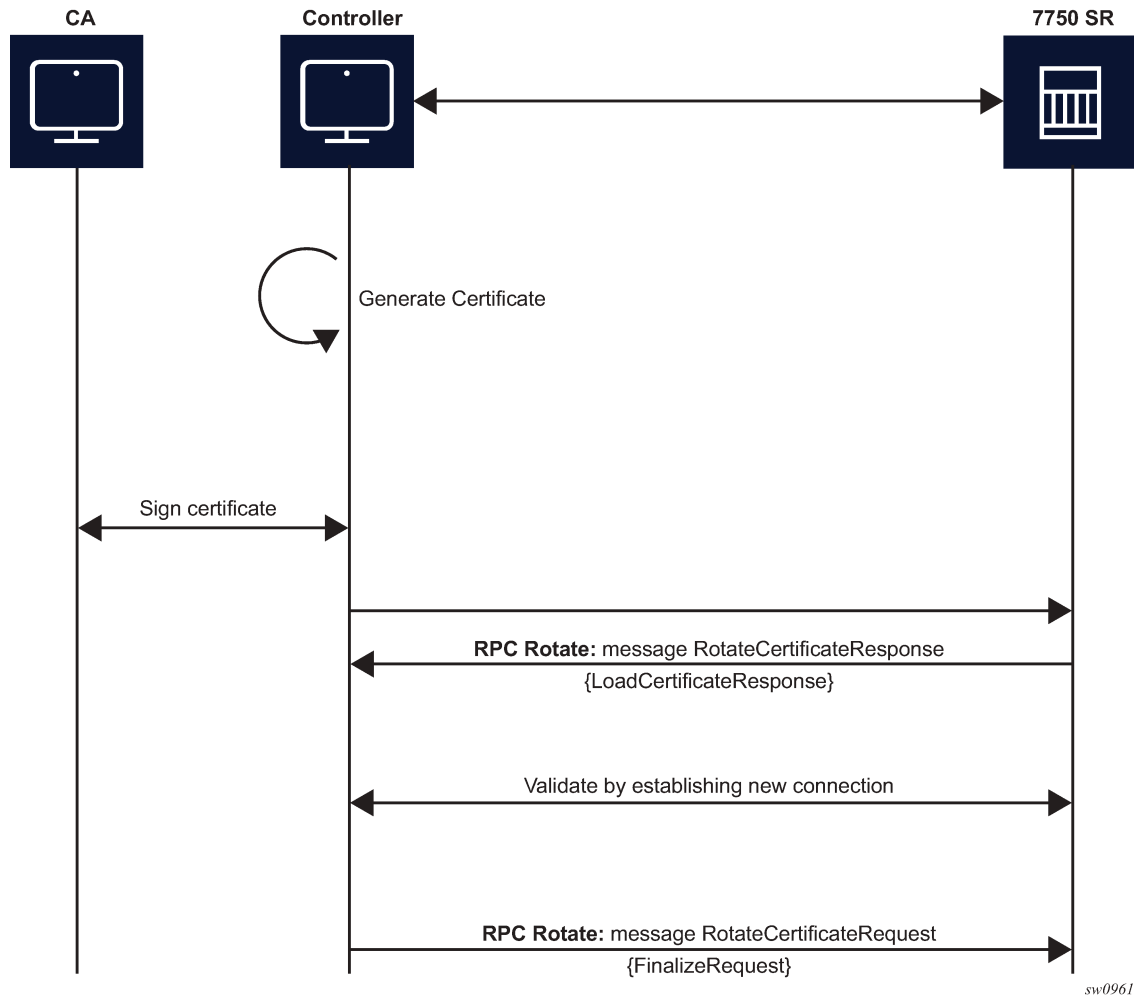 CA
Controller
7750 SR
Generate Certificate
Sign certificate
RPC Rotate: message RotateCertificateResponse
{LoadCertificateResponse}
Validate by establishing new connection
RPC Rotate: message RotateCertificateRequest
{FinalizeRequest}
sw0961